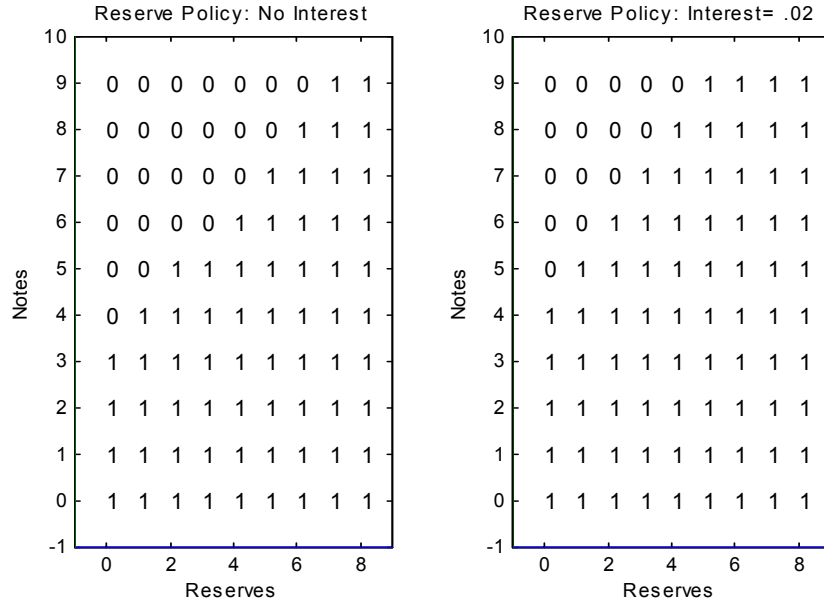 Reserve Policy: No Interest
10
9 0 0 0 0 0 0 0 1 1
8 0 0 0 0 0 0 1 1 1
7 0 0 0 0 0 1 1 1 1
6 0 0 0 0 1 1 1 1 1
5 0 0 1 1 1 1 1 1 1
4 0 1 1 1 1 1 1 1 1
3 1 1 1 1 1 1 1 1 1
2 1 1 1 1 1 1 1 1 1
1 1 1 1 1 1 1 1 1 1
0 1 1 1 1 1 1 1 1 1
-1
Notes
0 2 4 6 8
Reserves
Reserve Policy: Interest= .02
10
9 0 0 0 0 0 1 1 1 1
8 0 0 0 0 1 1 1 1 1
7 0 0 0 1 1 1 1 1 1
6 0 0 1 1 1 1 1 1 1
5 0 1 1 1 1 1 1 1 1
4 1 1 1 1 1 1 1 1 1
3 1 1 1 1 1 1 1 1 1
2 1 1 1 1 1 1 1 1 1
1 1 1 1 1 1 1 1 1 1
0 1 1 1 1 1 1 1 1 1
-1
Notes
0 2 4 6 8
Reserves